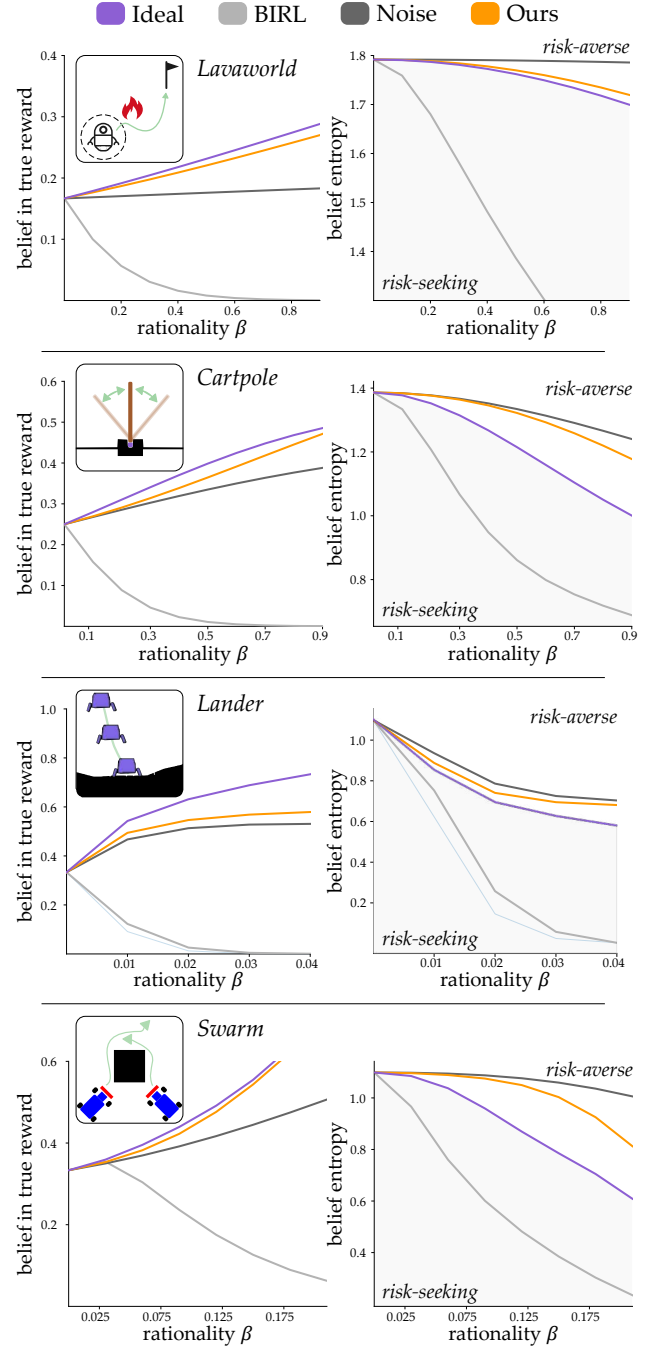 Ideal BIRL Noise Ours
Lavaworld
belief in true reward
0.4
0.3
0.2
0.1
0.2 0.4 0.6 0.8
rationality β
risk-averse
belief entropy
1.8
1.7
1.6
1.5
1.4
1.3
risk-seeking
0.2 0.4 0.6 0.8
rationality β
Cartpole
belief in true reward
0.6
0.5
0.4
0.3
0.2
0.1
0.1 0.3 0.5 0.7 0.9
rationality β
risk-averse
belief entropy
1.4
1.2
1.0
0.8
risk-seeking
0.1 0.3 0.5 0.7 0.9
rationality β
Lander
belief in true reward
1.0
0.8
0.6
0.4
0.2
0.01 0.02 0.03 0.04
rationality β
risk-averse
belief entropy
1.0
0.8
0.6
0.4
0.2
risk-seeking
0.01 0.02 0.03 0.04
rationality β
Swarm
belief in true reward
0.6
0.4
0.2
0.025 0.075 0.125 0.175
rationality β
risk-averse
belief entropy
1.0
0.8
0.6
0.4
risk-seeking
0.025 0.075 0.125 0.175
rationality β